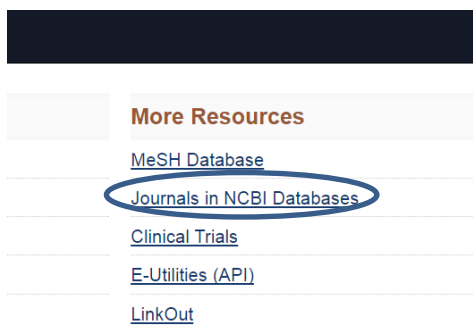 More Resources
MeSH Database
Journals in NCBI Databases
Clinical Trials
E-Utilities (API)
LinkOut